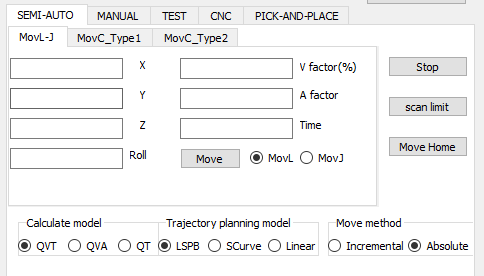 SEMI-AUTO MANUAL TEST CNC PICK-AND-PLACE
MovL-J MovC_Type1 MovC_Type2
X V factor(%) Stop
Y A factor scan limit
Z Time
Roll Move MovL MovJ Move Home
Calculate model Trajectory planning model Move method
QVT QVA QT LSPB SCurve Linear Incremental Absolute